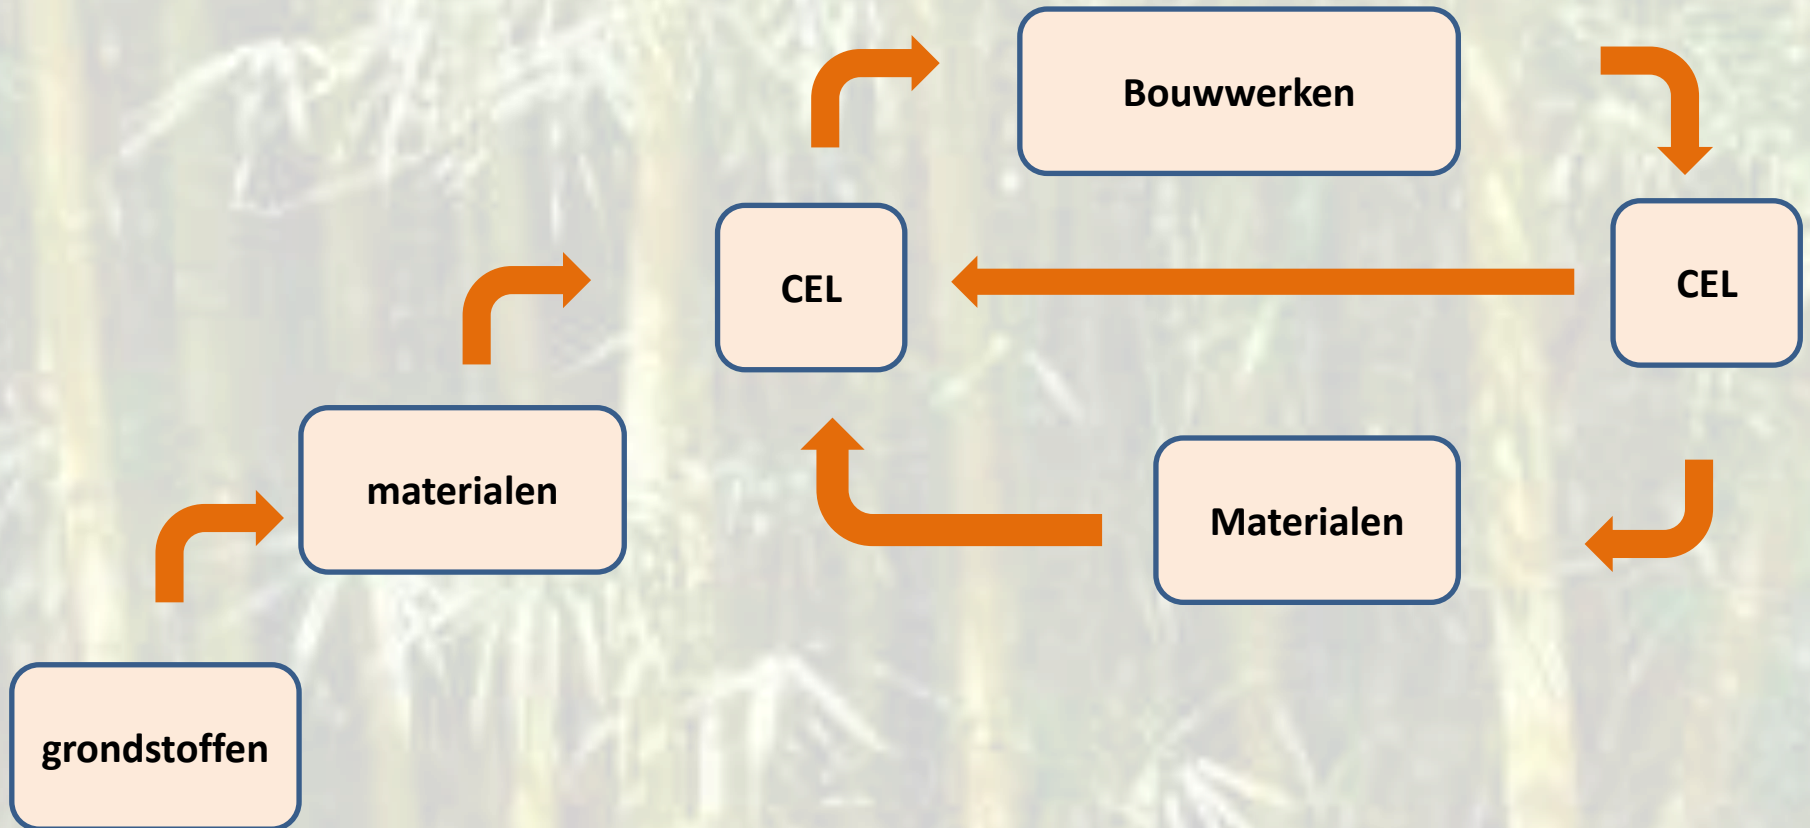 Bouwwerken
CEL
CEL
materialen
Materialen
grondstoffen